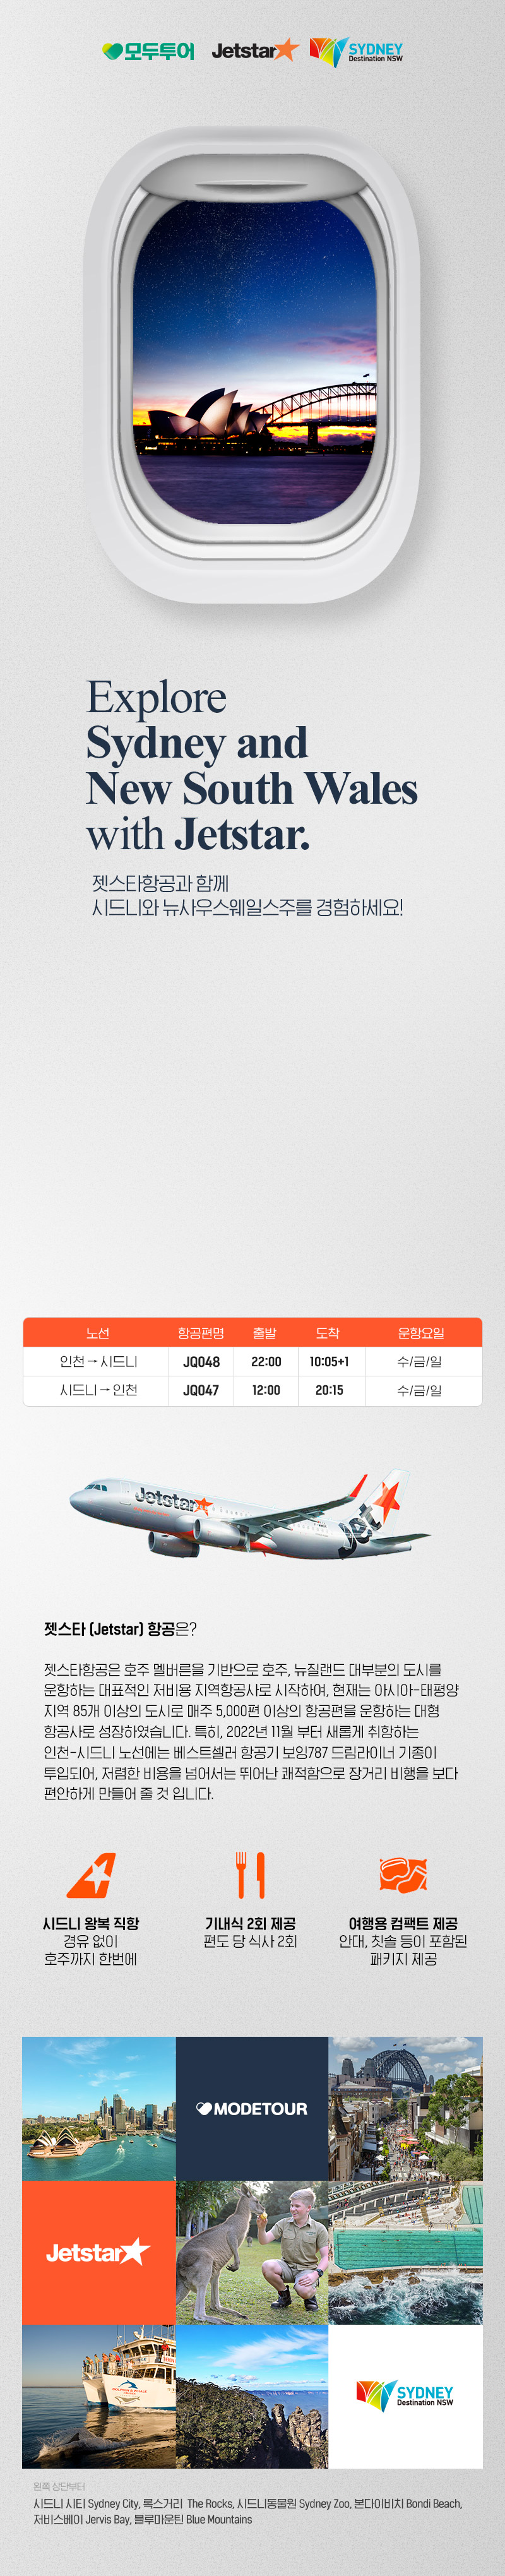 모두투어 Jetstar SYDNEY
Destination NSW
Explore
Sydney and
New South Wales
with Jetstar.
젯스타항공과 함께
시드니와 뉴사우스웨일스주를 경험하세요!
노선 항공편명 출발 도착 운항요일
인천→시드니 JQ048 22:00 10:05+1 수/금/일
시드니→인천 JQ047 12:00 20:15 수/금/일
Jetstar
젯스타 (Jetstar) 항공은?
젯스타항공은 호주 멜버른을 기반으로 호주, 뉴질랜드 대부분의 도시를
운항하는 대표적인 저비용 지역항공사로 시작하여, 현재는 아시아-태평양
지역 85개 이상의 도시로 매주 5,000편 이상의 항공편을 운항하는 대형
항공사로 성장하였습니다. 특히, 2022년 11월 부터 새롭게 취항하는
인천-시드니 노선에는 베스트셀러 항공기 보잉787 드림라이너 기종이
투입되어, 저렴한 비용을 넘어서는 뛰어난 쾌적함으로 장거리 비행을 보다
편안하게 만들어 줄 것 입니다.
시드니 왕복 직항
경유 없이
호주까지 한번에
기내식 2회 제공
편도 당 식사 2회
여행용 컴팩트 제공
안대, 칫솔 등이 포함된
패키지 제공
MODETOUR
Jetstar
SYDNEY
Destination NSW
왼쪽 상단부터
시드니 시티 Sydney City, 록스거리 The Rocks, 시드니동물원 Sydney Zoo, 본다이비치 Bondi Beach,
저비스베이 Jervis Bay, 블루마운틴 Blue Mountains